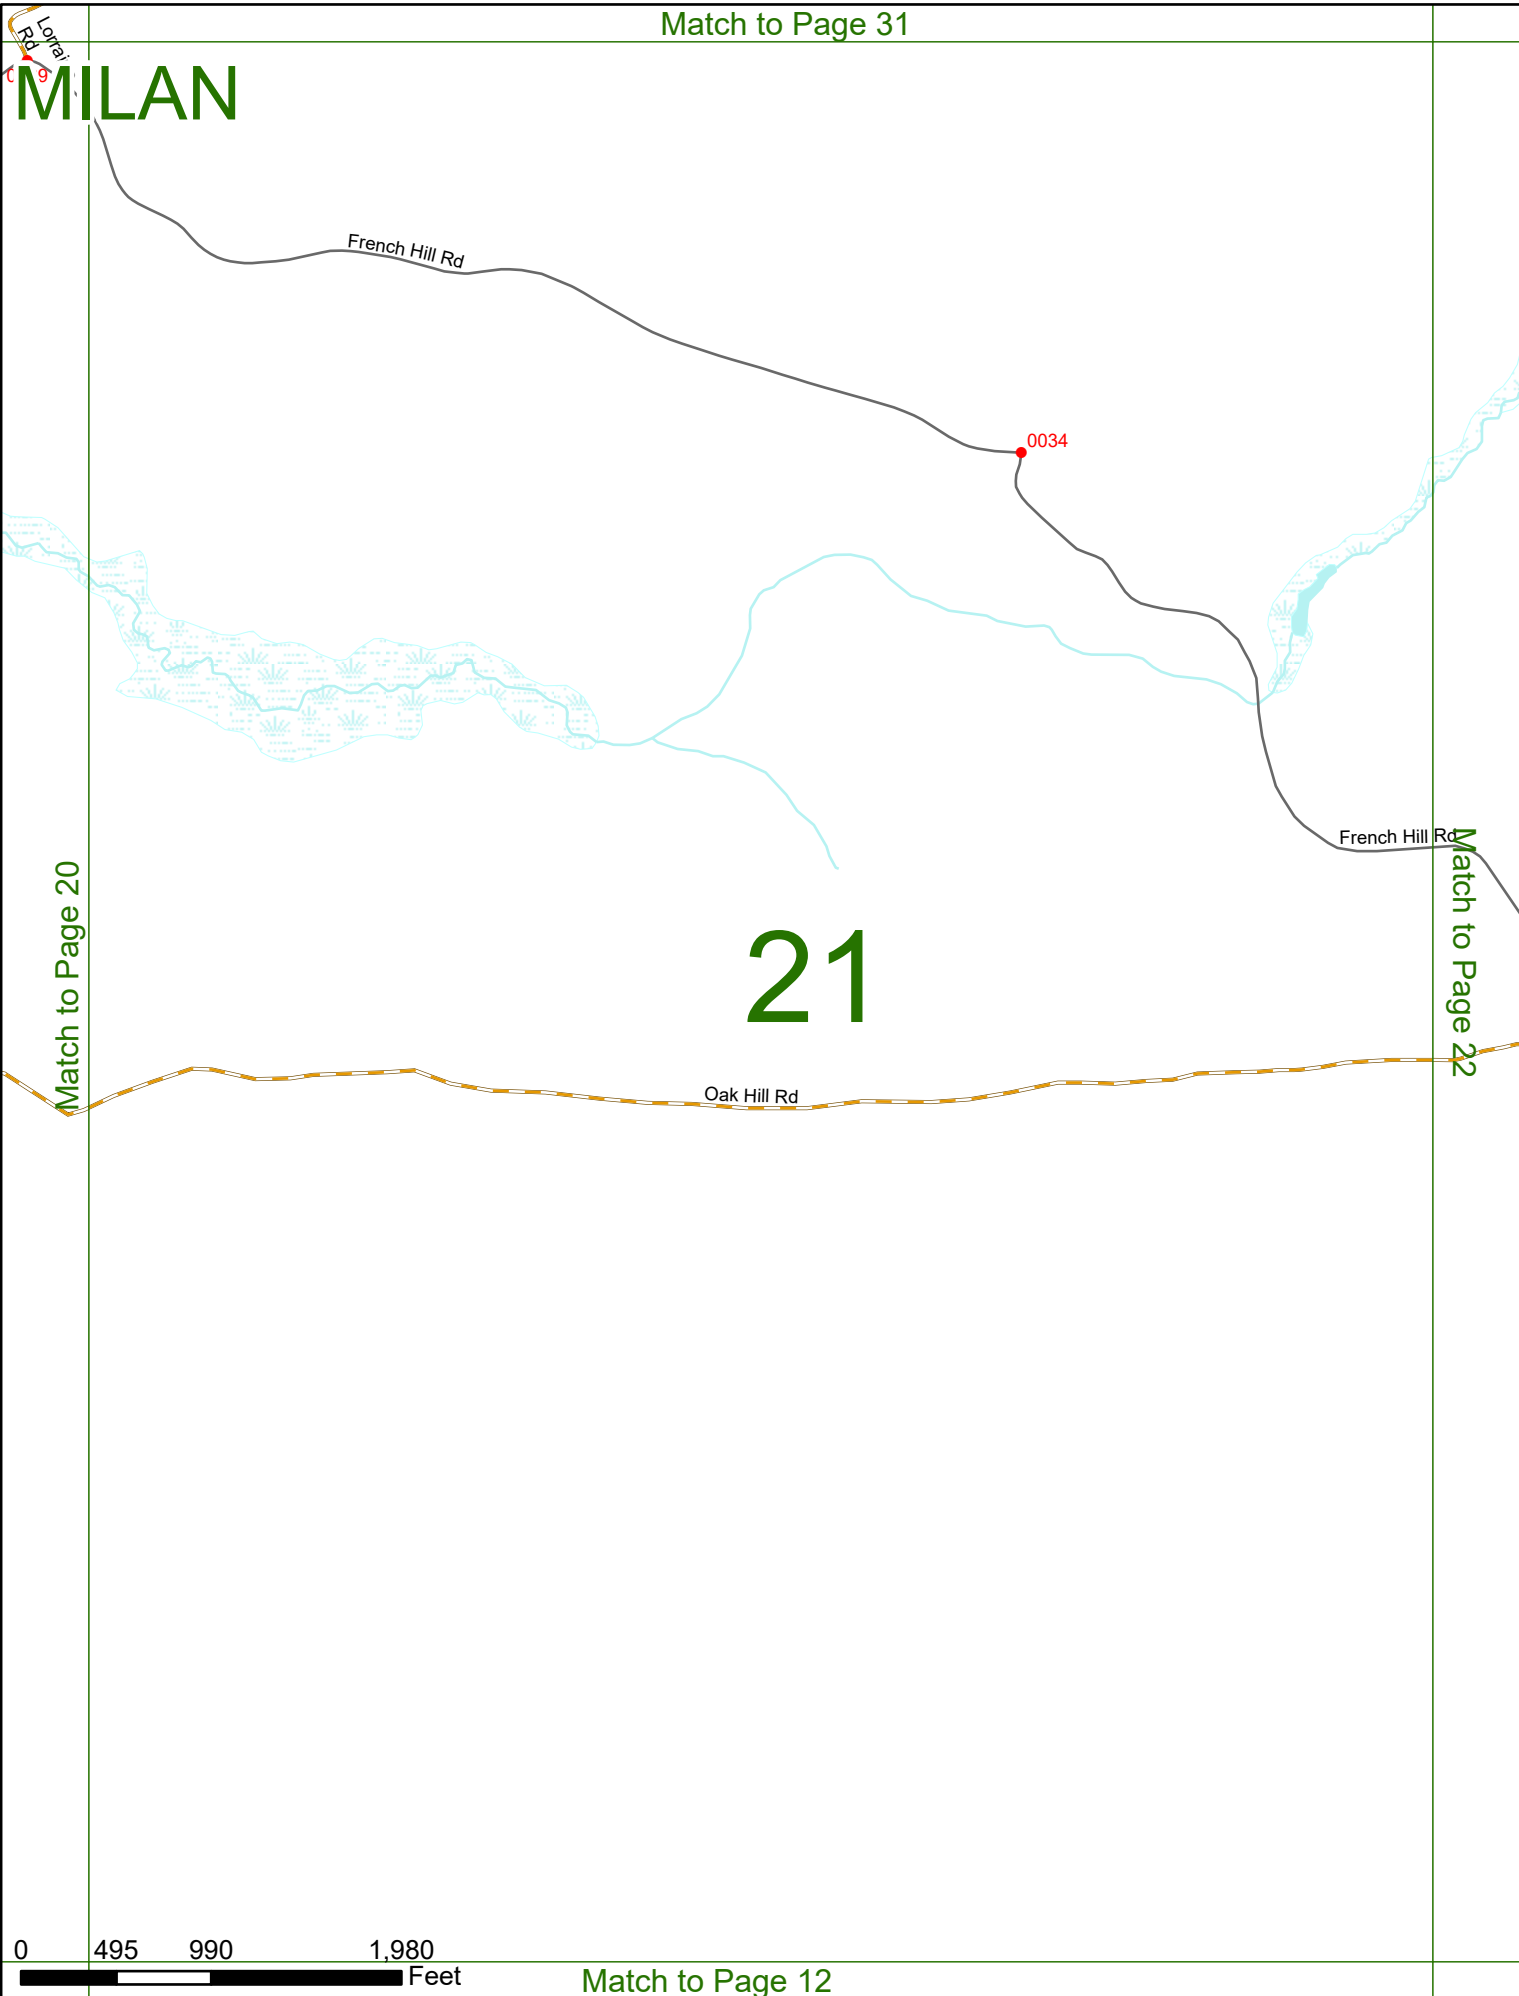 Match to Page 31
Rd
MILAN
French Hill Rd
0034
French Hill Rd
Match to Page 20
Match to Page 22
21
Oak Hill Rd
0 495 990 1,980
Feet
Match to Page 12